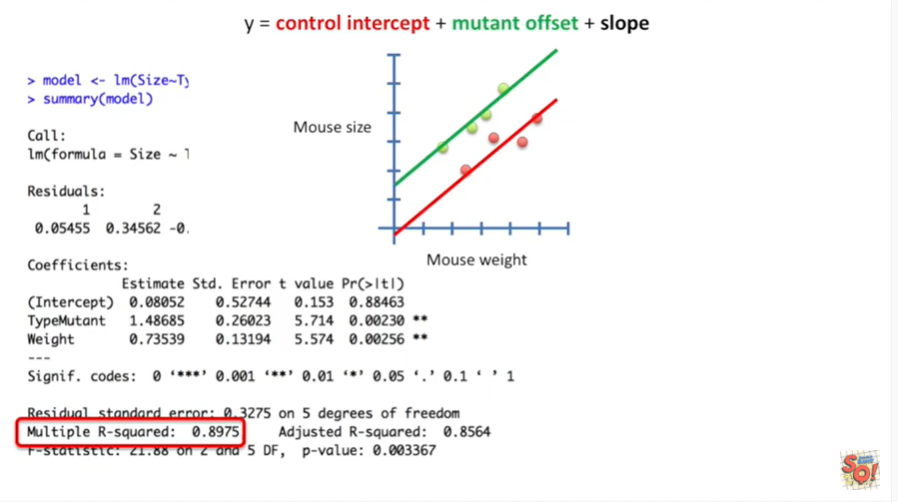 y = control intercept + mutant offset + slope
> model <- lm(Size~Ty
> summary(model)
Mouse size
Call:
lm(formula = Size ~ T
Residuals:
1 2
0.05455 0.34562 -0.
Mouse weight
Coefficients:
Estimate Std. Error t value Pr(>|t|)
(Intercept) 0.08052 0.52744 0.153 0.88463
TypeMutant 1.48685 0.26023 5.714 0.00230 **
Weight 0.73539 0.13194 5.574 0.00256 **
---
Signif. codes: 0 ‘***’ 0.001 ‘**’ 0.01 ‘*’ 0.05 ‘.’ 0.1 ‘ ’ 1
Residual standard error: 0.3275 on 5 degrees of freedom
Multiple R-squared: 0.8975 Adjusted R-squared: 0.8564
F-statistic: 21.88 on 2 and 5 DF, p-value: 0.003367